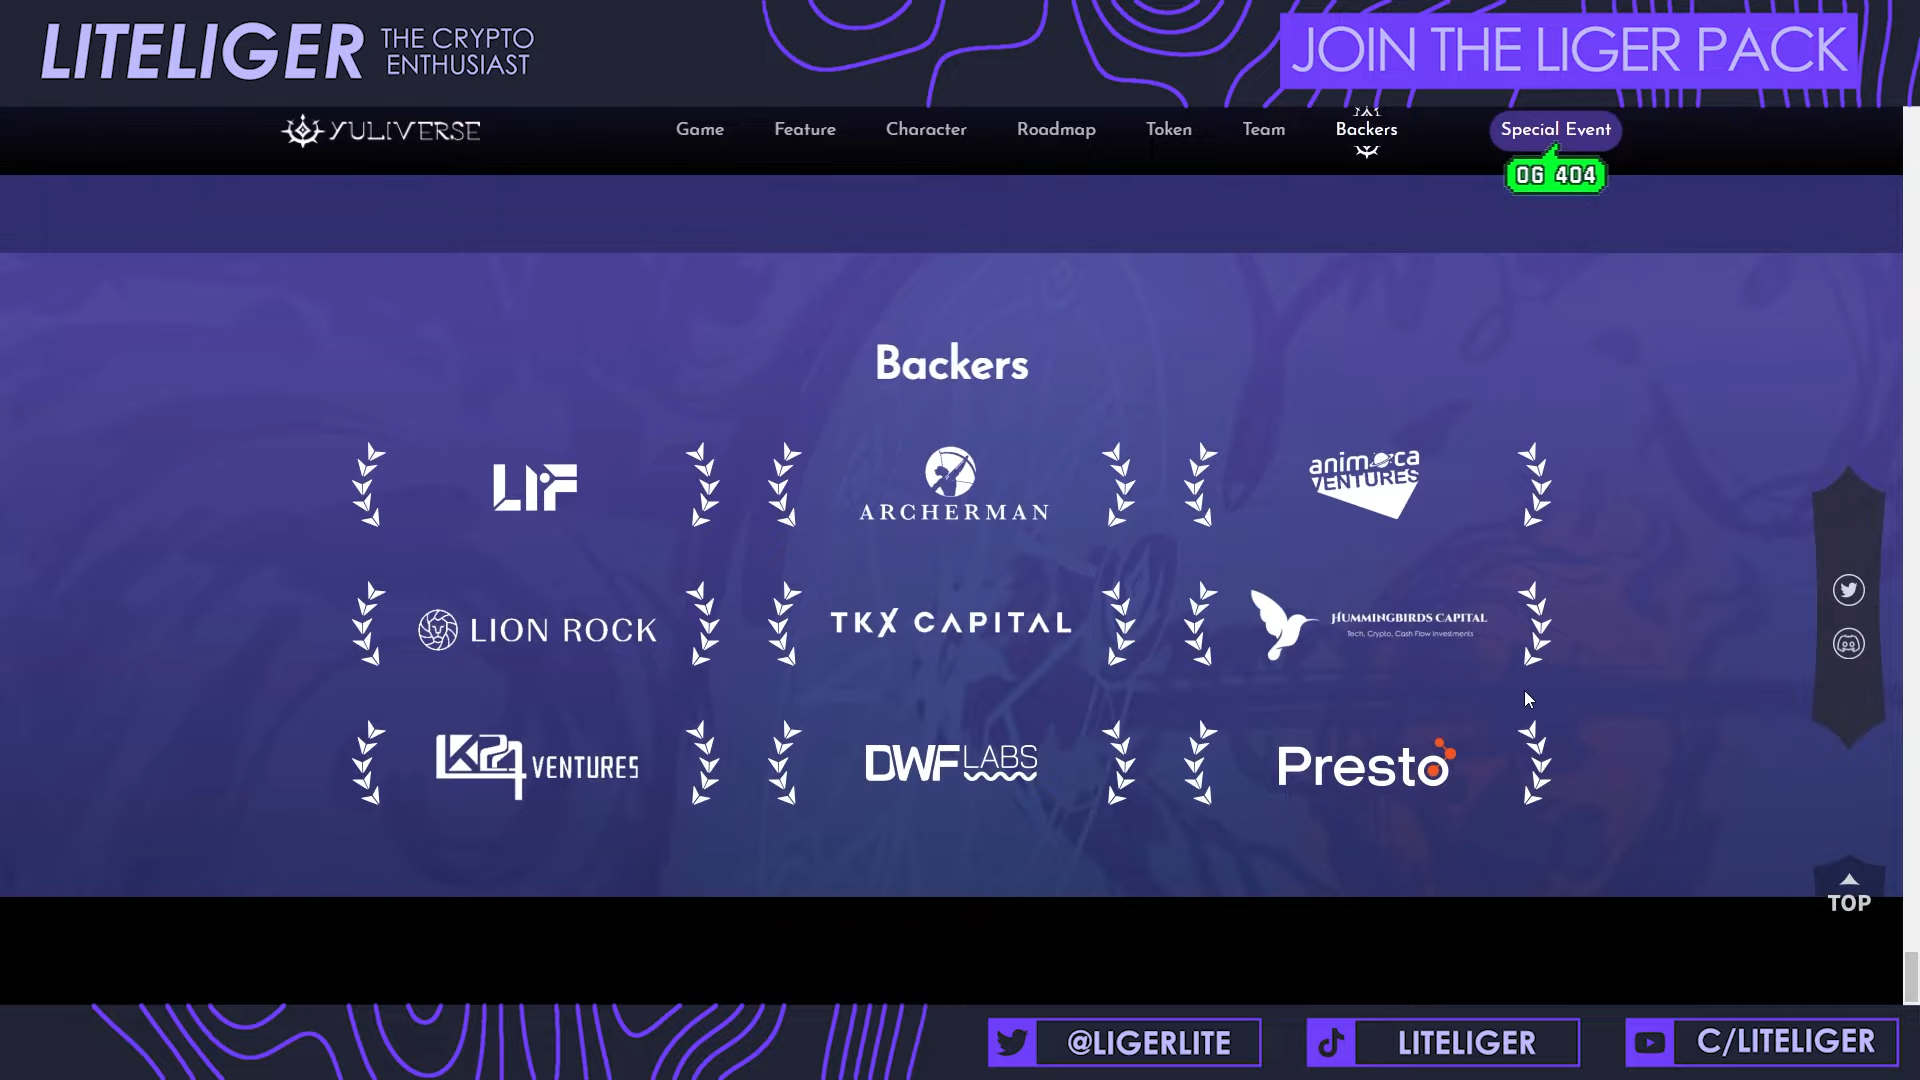 LITELIGER
THE CRYPTO
ENTHUSIAST
JOIN THE LIGER PACK
YULIVERSE
Game
Feature
Character
Roadmap
Token
Team
Backers
Special Event
OG 404
Backers
LIF
ARCHERMAN
animoca
VENTURES
LION ROCK
TKX CAPITAL
HUMMINGBIRDS CAPITAL
Tech, Crypto, Cash Flow Investments
K24 VENTURES
DWF LABS
Presto
TOP
@LIGERLITE
LITELIGER
C/LITELIGER